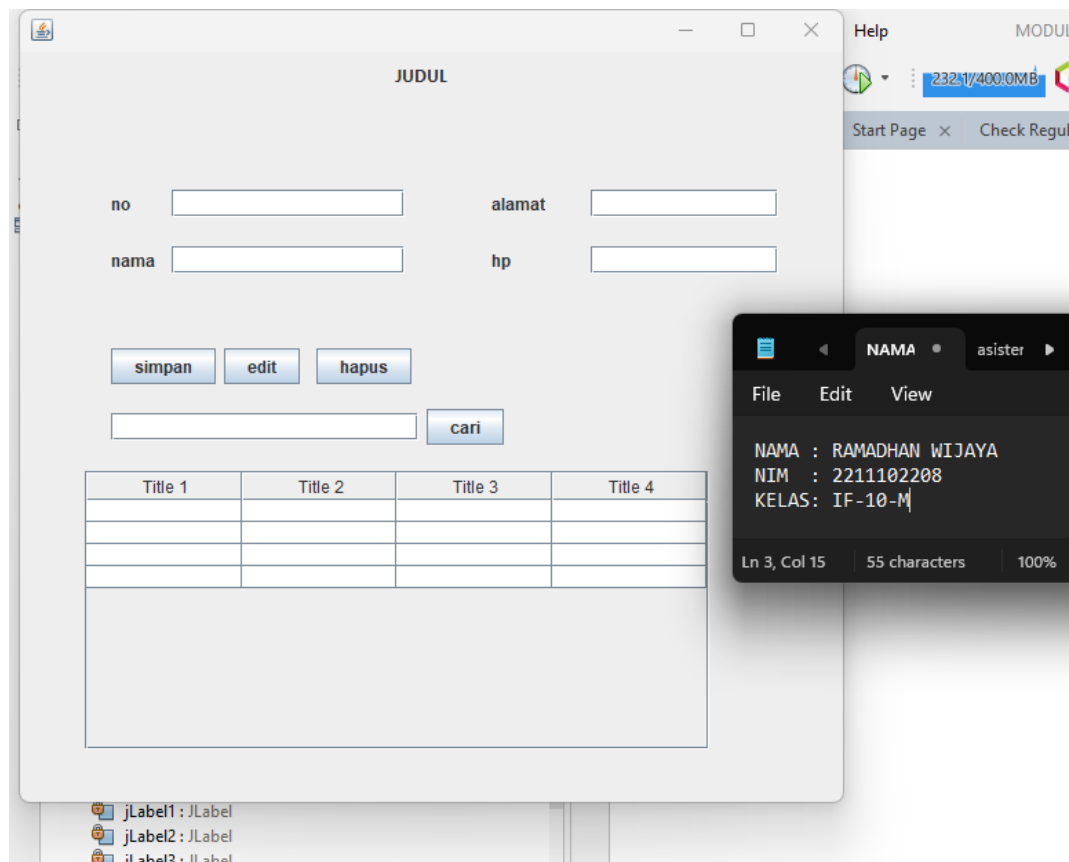 Help MODUL
JUDUL
232.1/400.0MB
Start Page × Check Regul
no alamat
nama hp
simpan edit hapus
cari
Title 1 Title 2 Title 3 Title 4
NAMA asister
File Edit View
NAMA : RAMADHAN WIJAYA
NIM : 2211102208
KELAS: IF-10-M
Ln 3, Col 15 55 characters 100%
jLabel1 : JLabel
jLabel2 : JLabel
jLabel3 : JLabel